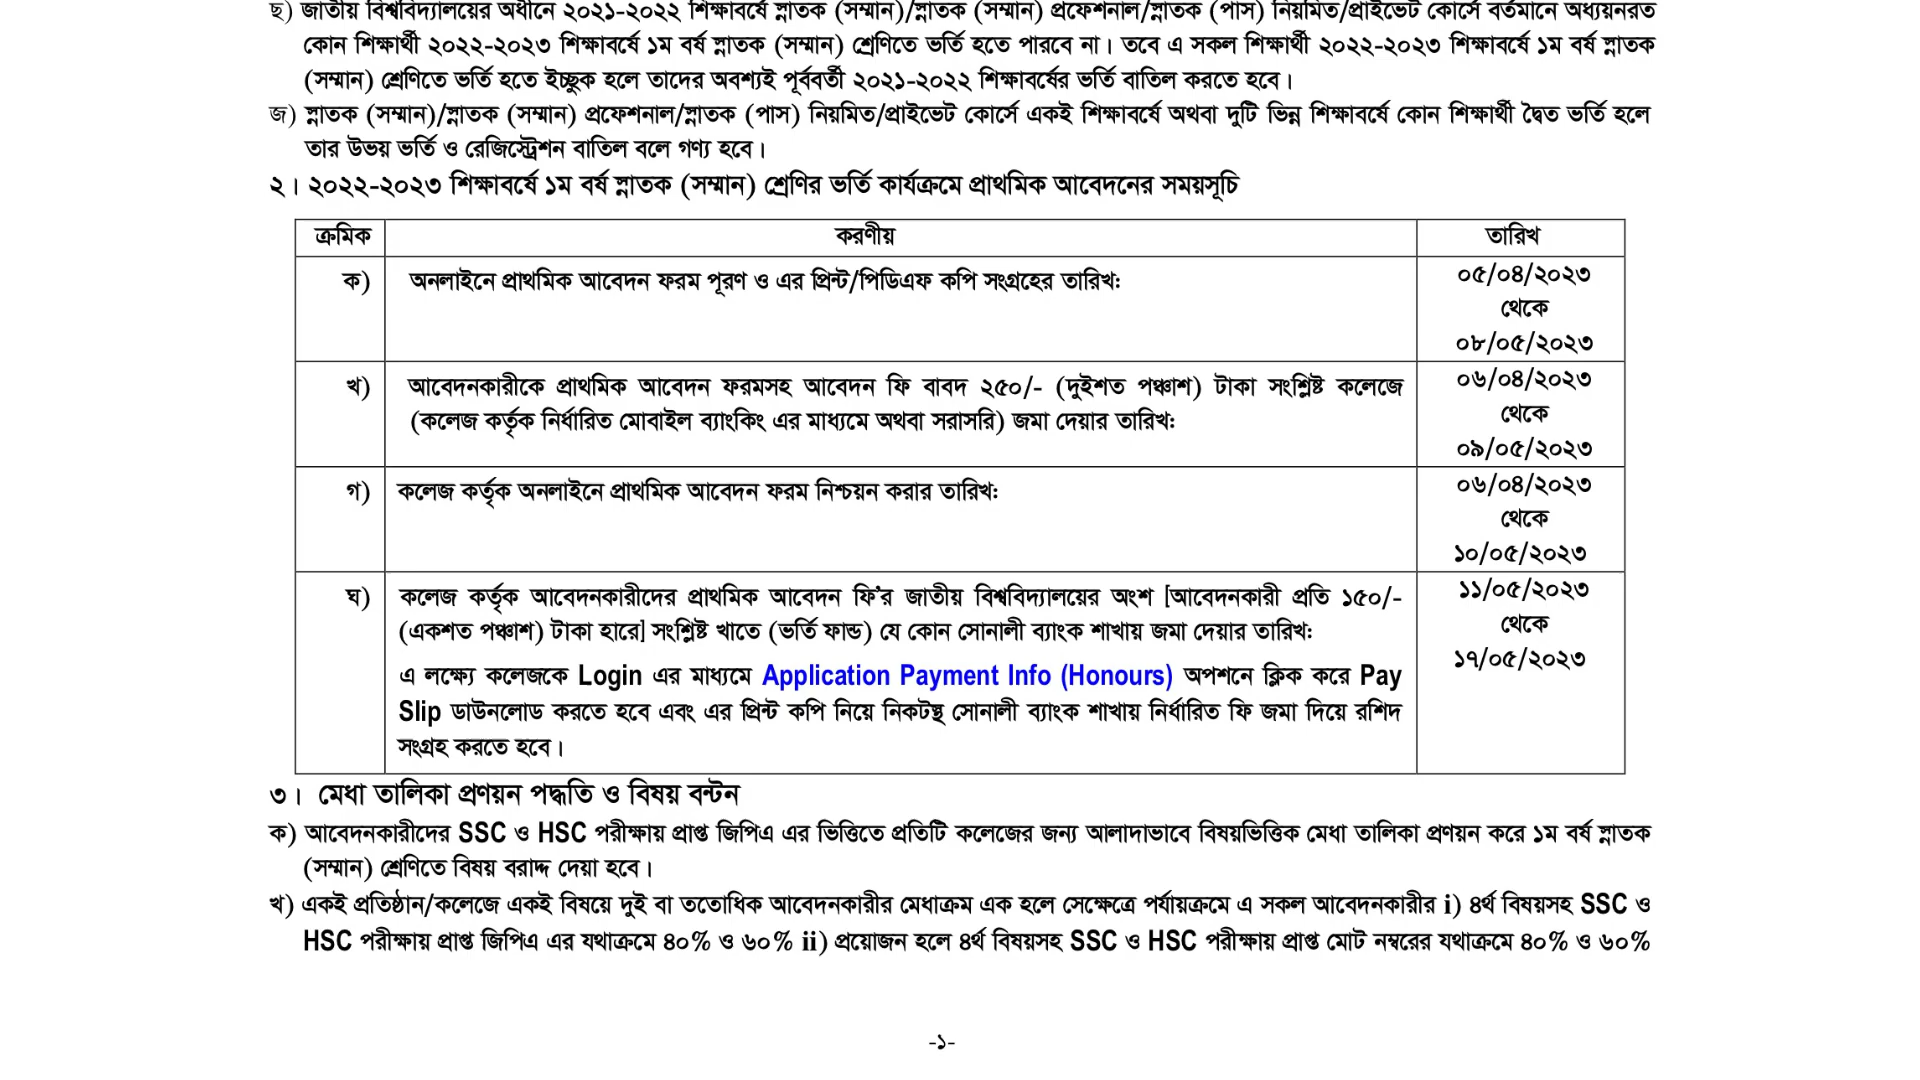 ছ) জাতীয় বিশ্ববিদ্যালয়ের অধীনে ২০২১-২০২২ শিক্ষাবর্ষে স্নাতক (সম্মান)/স্নাতক (সম্মান) প্রফেশনাল/স্নাতক (পাস) নিয়মিত/প্রাইভেট কোর্সে বর্তমানে অধ্যয়নরত
কোন শিক্ষার্থী ২০২২-২০২৩ শিক্ষাবর্ষে ১ম বর্ষ স্নাতক (সম্মান) শ্রেণিতে ভর্তি হতে পারবে না। তবে এ সকল শিক্ষার্থী ২০২২-২০২৩ শিক্ষাবর্ষে ১ম বর্ষ স্নাতক
(সম্মান) শ্রেণিতে ভর্তি হতে ইচ্ছুক হলে তাদের অবশ্যই পূর্ববর্তী ২০২১-২০২২ শিক্ষাবর্ষের ভর্তি বাতিল করতে হবে।
জ) স্নাতক (সম্মান)/স্নাতক (সম্মান) প্রফেশনাল/স্নাতক (পাস) নিয়মিত/প্রাইভেট কোর্সে একই শিক্ষাবর্ষে অথবা দুটি ভিন্ন শিক্ষাবর্ষে কোন শিক্ষার্থী দ্বৈত ভর্তি হলে
তার উভয় ভর্তি ও রেজিস্ট্রেশন বাতিল বলে গণ্য হবে।
২। ২০২২-২০২৩ শিক্ষাবর্ষে ১ম বর্ষ স্নাতক (সম্মান) শ্রেণির ভর্তি কার্যক্রমে প্রাথমিক আবেদনের সময়সূচি
ক্রমিক করণীয় তারিখ
ক) অনলাইনে প্রাথমিক আবেদন ফরম পূরণ ও এর প্রিন্ট/পিডিএফ কপি সংগ্রহের তারিখ:
০৫/০৪/২০২৩
থেকে
০৮/০৫/২০২৩
খ) আবেদনকারীকে প্রাথমিক আবেদন ফরমসহ আবেদন ফি বাবদ ২৫০/- (দুইশত পঞ্চাশ) টাকা সংশ্লিষ্ট কলেজে
(কলেজ কর্তৃক নির্ধারিত মোবাইল ব্যাংকিং এর মাধ্যমে অথবা সরাসরি) জমা দেয়ার তারিখ:
০৬/০৪/২০২৩
থেকে
০৯/০৫/২০২৩
গ) কলেজ কর্তৃক অনলাইনে প্রাথমিক আবেদন ফরম নিশ্চয়ন করার তারিখ:
০৬/০৪/২০২৩
থেকে
১০/০৫/২০২৩
ঘ) কলেজ কর্তৃক আবেদনকারীদের প্রাথমিক আবেদন ফি'র জাতীয় বিশ্ববিদ্যালয়ের অংশ [আবেদনকারী প্রতি ১৫০/-
(একশত পঞ্চাশ) টাকা হারে] সংশ্লিষ্ট খাতে (ভর্তি ফান্ড) যে কোন সোনালী ব্যাংক শাখায় জমা দেয়ার তারিখ:
এ লক্ষ্যে কলেজকে Login এর মাধ্যমে Application Payment Info (Honours) অপশনে ক্লিক করে Pay
Slip ডাউনলোড করতে হবে এবং এর প্রিন্ট কপি নিয়ে নিকটস্থ সোনালী ব্যাংক শাখায় নির্ধারিত ফি জমা দিয়ে রশিদ
সংগ্রহ করতে হবে।
১১/০৫/২০২৩
থেকে
১৭/০৫/২০২৩
৩। মেধা তালিকা প্রণয়ন পদ্ধতি ও বিষয় বন্টন
ক) আবেদনকারীদের SSC ও HSC পরীক্ষায় প্রাপ্ত জিপিএ এর ভিত্তিতে প্রতিটি কলেজের জন্য আলাদাভাবে বিষয়ভিত্তিক মেধা তালিকা প্রণয়ন করে ১ম বর্ষ স্নাতক
(সম্মান) শ্রেণিতে বিষয় বরাদ্দ দেয়া হবে।
খ) একই প্রতিষ্ঠান/কলেজে একই বিষয়ে দুই বা ততোধিক আবেদনকারীর মেধাক্রম এক হলে সেক্ষেত্রে পর্যায়ক্রমে এ সকল আবেদনকারীর i) ৪র্থ বিষয়সহ SSC ও
HSC পরীক্ষায় প্রাপ্ত জিপিএ এর যথাক্রমে ৪০% ও ৬০% ii) প্রয়োজন হলে ৪র্থ বিষয়সহ SSC ও HSC পরীক্ষায় প্রাপ্ত মোট নম্বরের যথাক্রমে ৪০% ও ৬০%
-১-